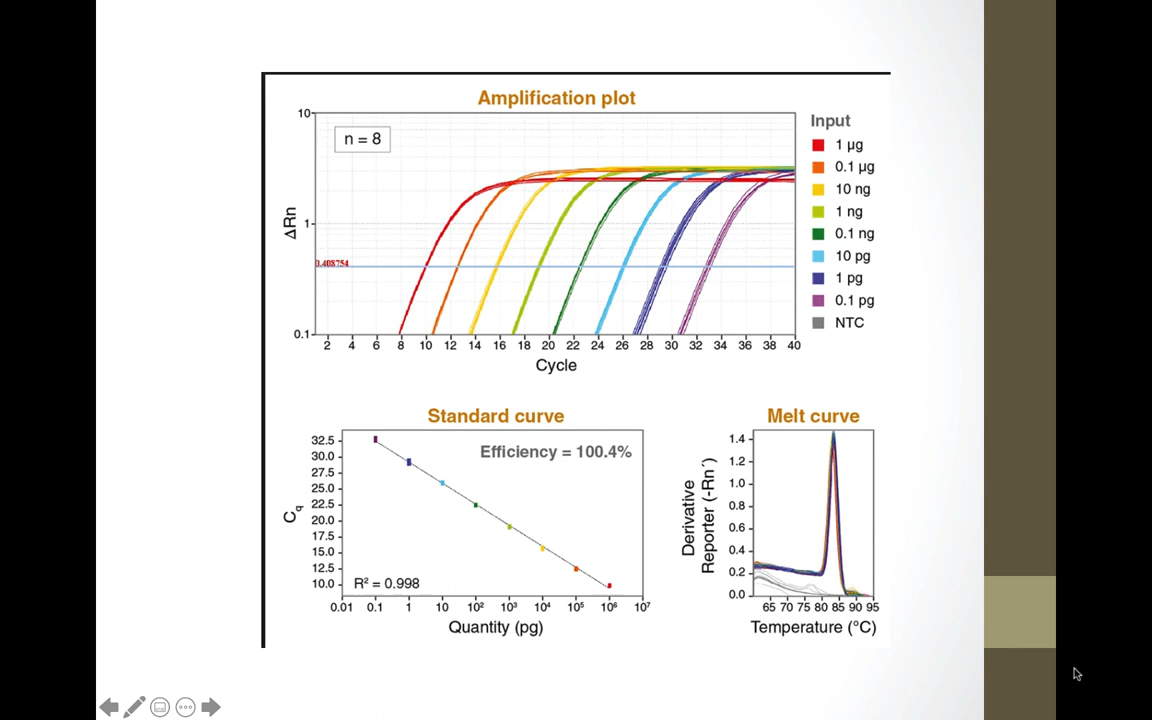 Amplification plot
10
n = 8
1
0.408754
0.1
ΔRn
2 4 6 8 10 12 14 16 18 20 22 24 26 28 30 32 34 36 38 40
Cycle
Input
1 µg
0.1 µg
10 ng
1 ng
0.1 ng
10 pg
1 pg
0.1 pg
NTC
Standard curve
Efficiency = 100.4%
32.5
30.0
27.5
25.0
22.5
20.0
17.5
15.0
12.5
10.0
Cq
R² = 0.998
0.01 0.1 1 10 10² 10³ 10⁴ 10⁵ 10⁶ 10⁷
Quantity (pg)
Melt curve
1.4
1.2
1.0
0.8
0.6
0.4
0.2
0.0
Derivative
Reporter (-Rn´)
65 70 75 80 85 90 95
Temperature (°C)